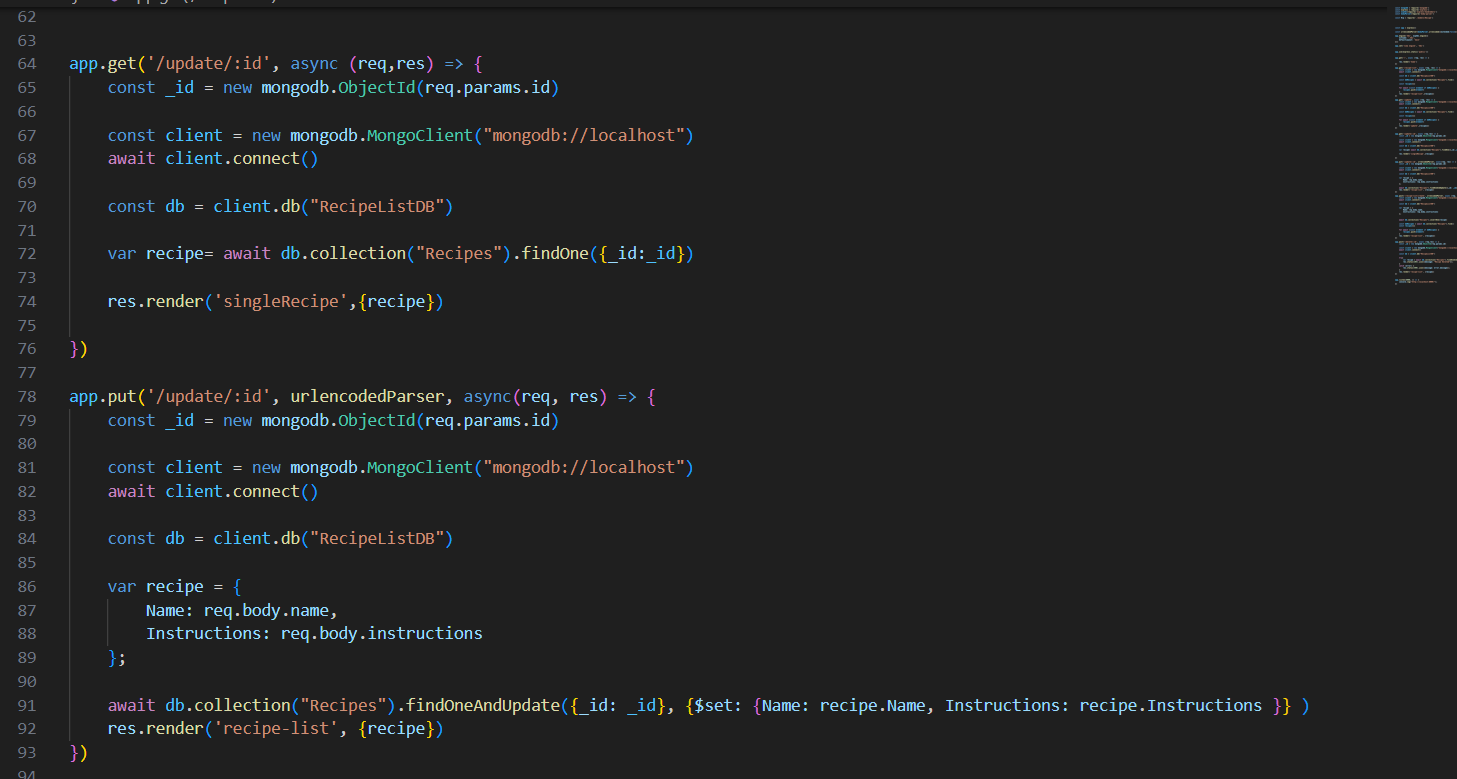 62
63
64 app.get('/update/:id', async (req,res) => {
65 const _id = new mongodb.ObjectId(req.params.id)
66
67 const client = new mongodb.MongoClient("mongodb://localhost")
68 await client.connect()
69
70 const db = client.db("RecipeListDB")
71
72 var recipe= await db.collection("Recipes").findOne({_id:_id})
73
74 res.render('singleRecipe',{recipe})
75
76 })
77
78 app.put('/update/:id', urlencodedParser, async(req, res) => {
79 const _id = new mongodb.ObjectId(req.params.id)
80
81 const client = new mongodb.MongoClient("mongodb://localhost")
82 await client.connect()
83
84 const db = client.db("RecipeListDB")
85
86 var recipe = {
87 Name: req.body.name,
88 Instructions: req.body.instructions
89 };
90
91 await db.collection("Recipes").findOneAndUpdate({_id: _id}, {$set: {Name: recipe.Name, Instructions: recipe.Instructions }} )
92 res.render('recipe-list', {recipe})
93 })
94